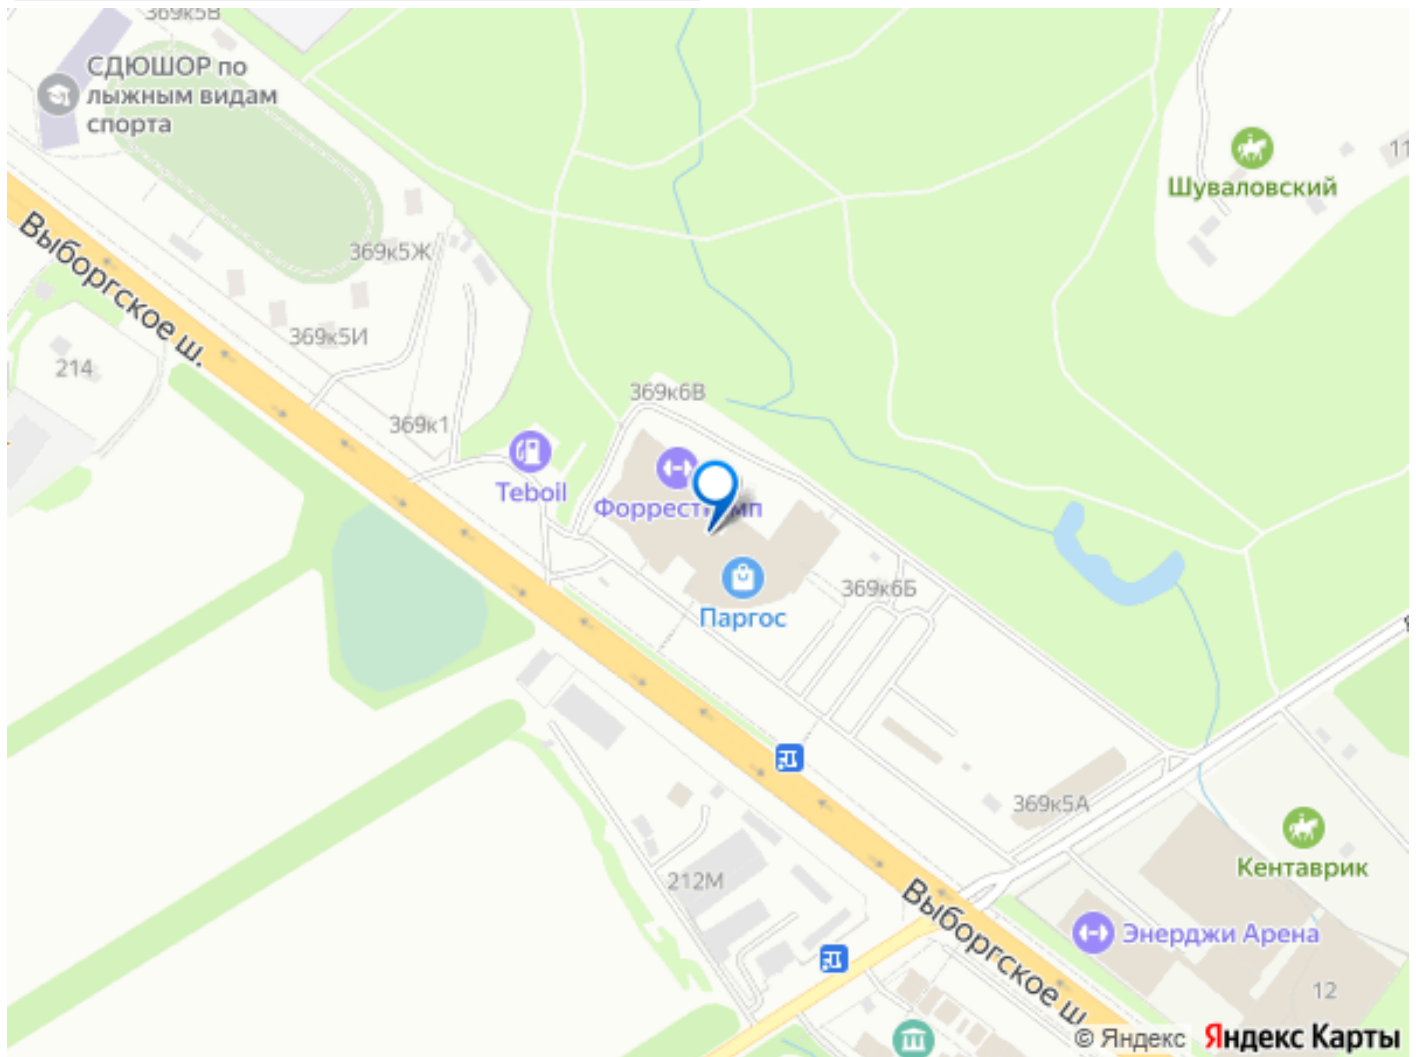 369к5В
СДЮШОР по
лыжным видам
спорта
Шуваловский
11
Выборгское ш.
369к5Ж
369к5И
214
369к6В
369к1
Teboil
Паргос
369к6Б
369к5А
212М
Кентаврик
Выборгское ш.
Энерджи Арена
12
© Яндекс Яндекс Карты